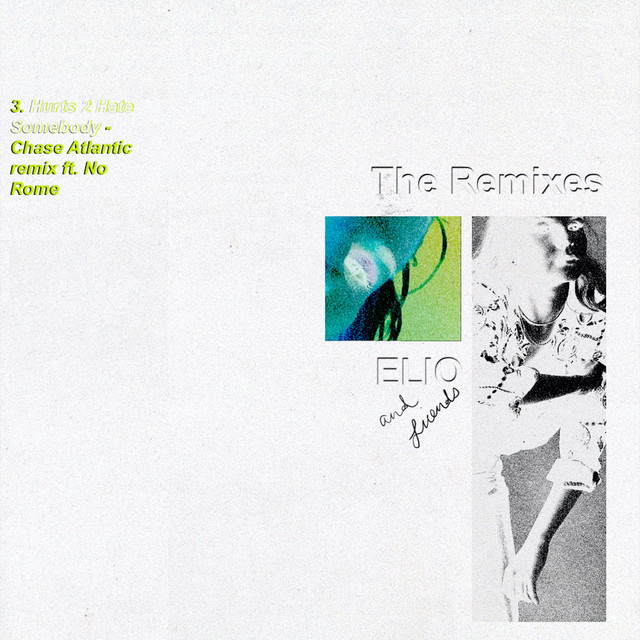 3. Hurts 2 Hate
Somebody -
Chase Atlantic
remix ft. No
Rome
The Remixes
ELIO
and
friends